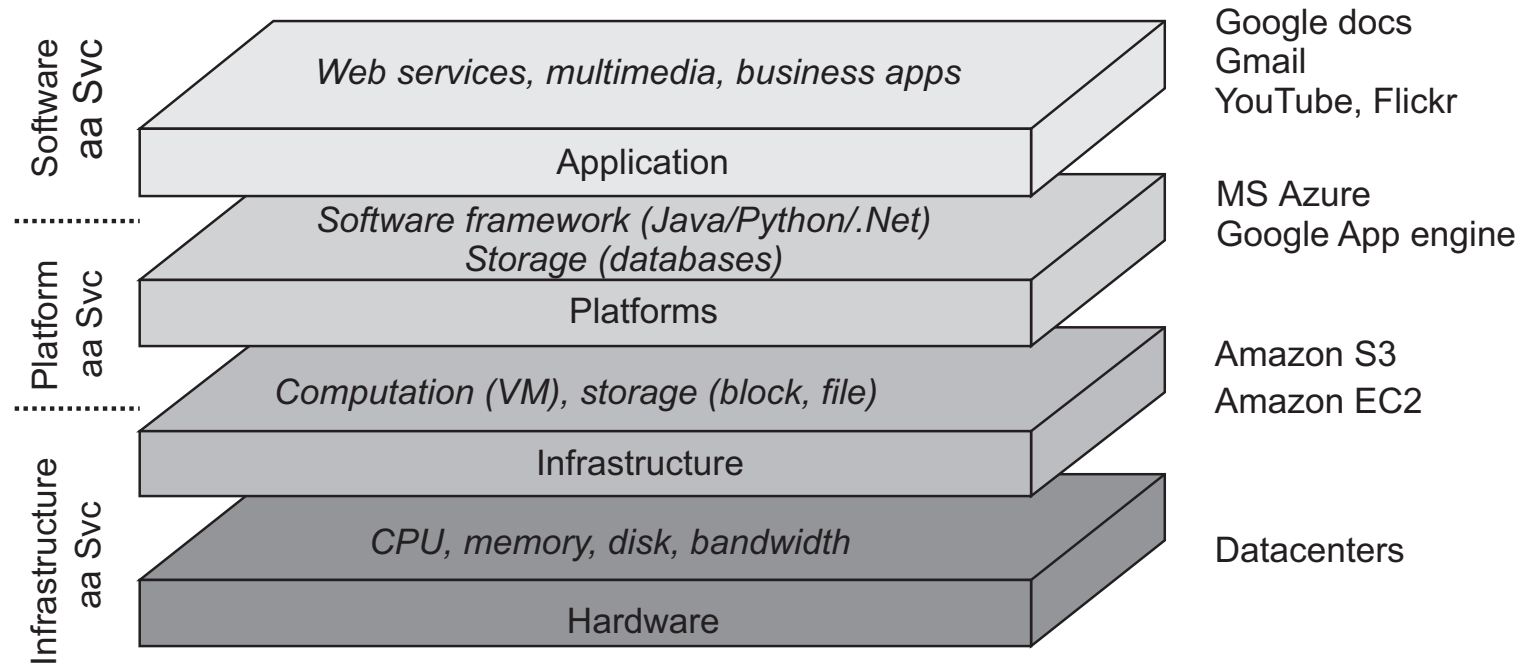 Software
aa Svc
Web services, multimedia, business apps
Application
Google docs
Gmail
YouTube, Flickr
Platform
aa Svc
Software framework (Java/Python/.Net)
Storage (databases)
Platforms
MS Azure
Google App engine
Infrastructure
aa Svc
Computation (VM), storage (block, file)
Infrastructure
Amazon S3
Amazon EC2
CPU, memory, disk, bandwidth
Hardware
Datacenters